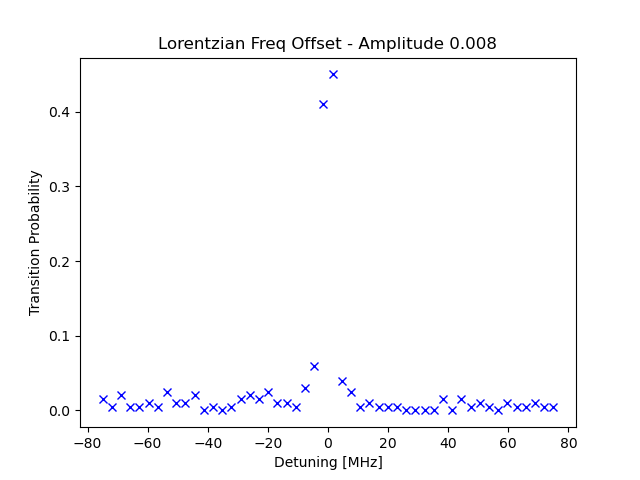 Lorentzian Freq Offset - Amplitude 0.008
Transition Probability
0.4
0.3
0.2
0.1
0.0
−80 −60 −40 −20 0 20 40 60 80
Detuning [MHz]